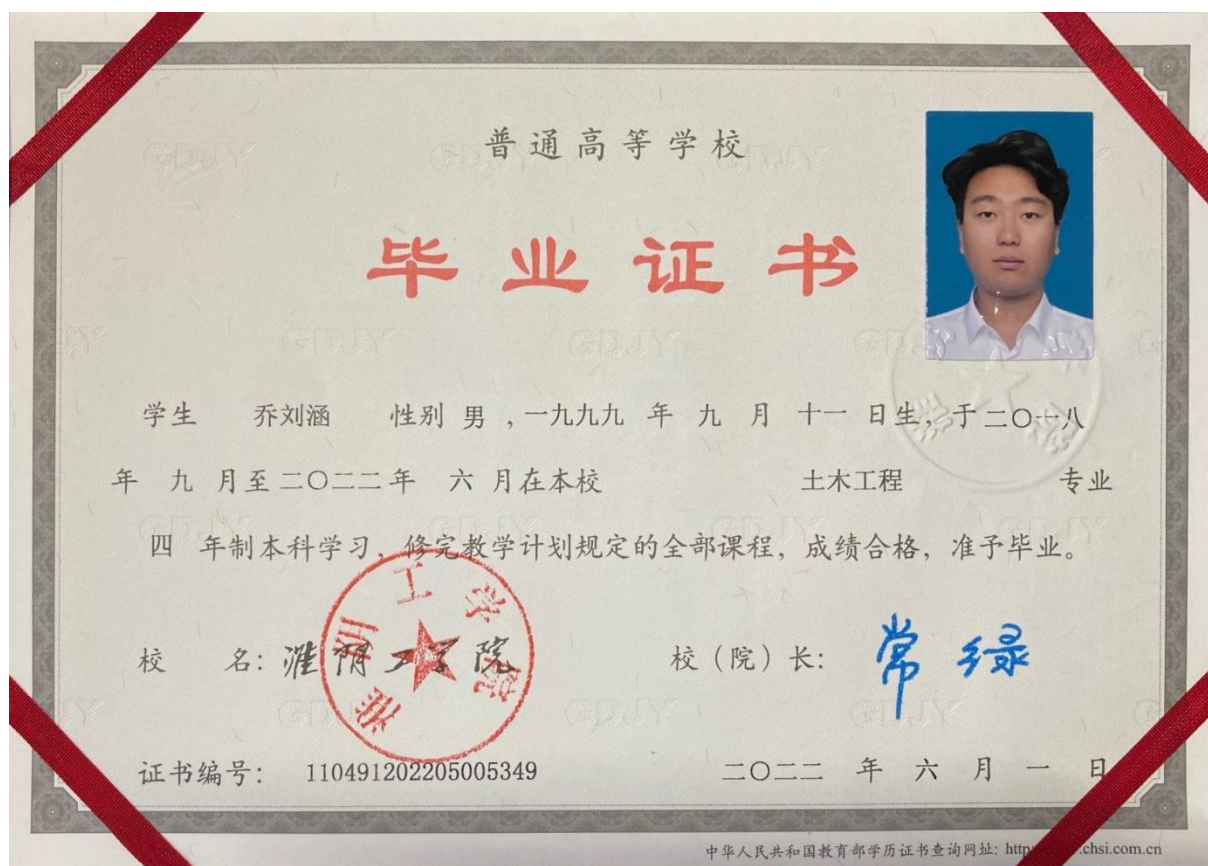 普通高等学校
毕业证书
学生 乔刘涵 性别 男 ，一九九九 年 九 月 十一 日生，于二〇一八
年 九 月至二〇二二年 六 月在本校 土木工程 专业
四 年制本科学习，修完教学计划规定的全部课程，成绩合格，准予毕业。
淮阴工学院
校 名：淮阴工学院 校（院）长：常绿
证书编号： 110491202205005349 二〇二二 年 六 月 一 日
中华人民共和国教育部学历证书查询网址：http chsi.com.cn
GDJY